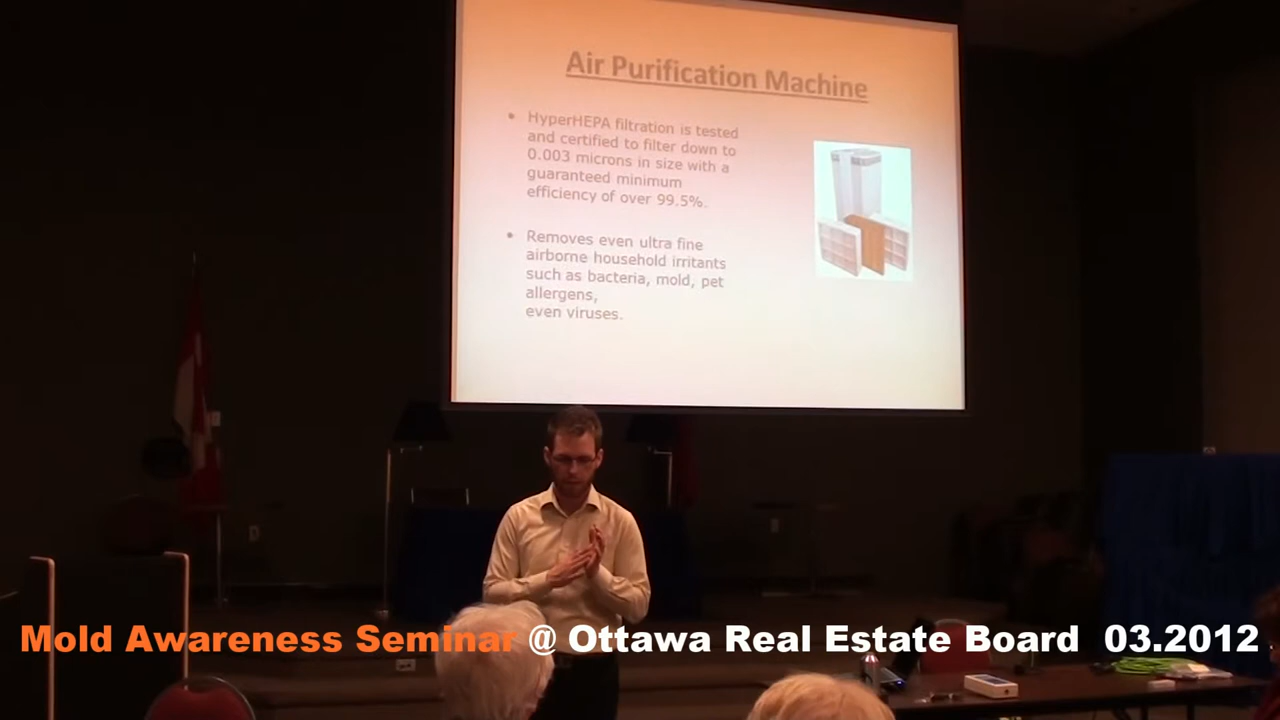 Air Purification Machine
• HyperHEPA filtration is tested
and certified to filter down to
0.003 microns in size with a
guaranteed minimum
efficiency of over 99.5%.
• Removes even ultra fine
airborne household irritants
such as bacteria, mold, pet
allergens,
even viruses.
Mold Awareness Seminar @ Ottawa Real Estate Board 03.2012